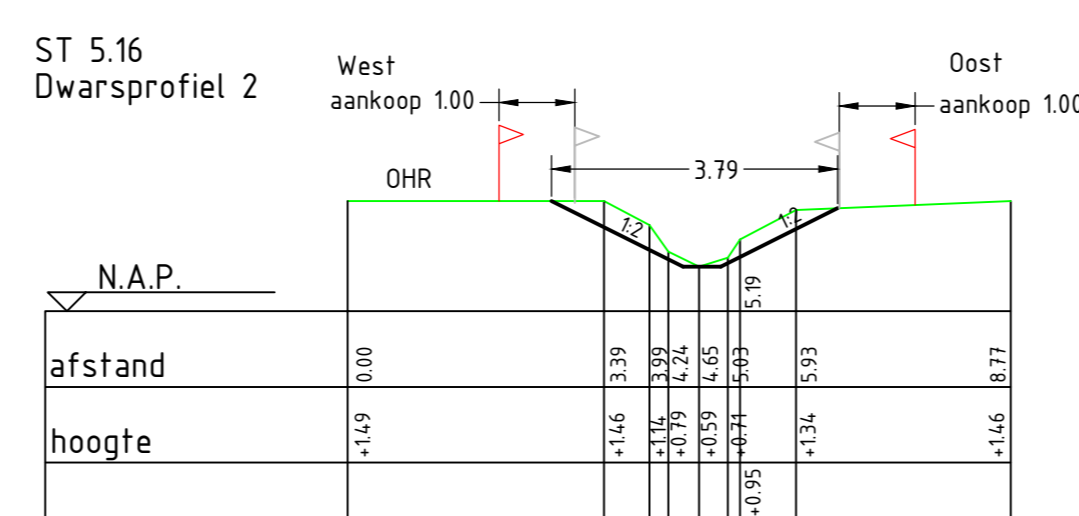 ST 5.16
Dwarsprofiel 2
West
aankoop 1.00
Oost
aankoop 1.00
3.79
OHR
1:2
1:2
N.A.P.
5.19
afstand
0.00
3.39
3.99
4.24
4.65
5.03
5.93
8.77
hoogte
+1.49
+1.46
+1.14
+0.79
+0.59
+0.71
+1.34
+1.46
+0.95